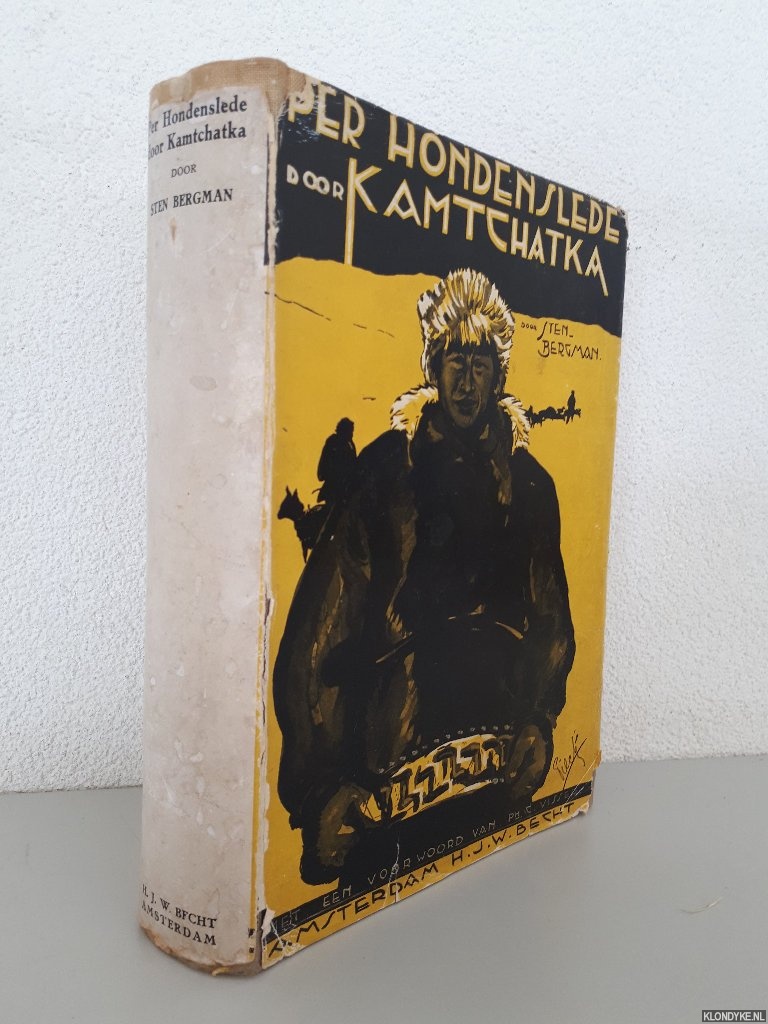 Per Hondenslede
door Kamtchatka
DOOR
STEN BERGMAN
H. J. W. BECHT
AMSTERDAM
PER HONDENSLEDE
DOOR KAMTCHATKA
DOOR STEN
BERGMAN.
MET EEN VOORWOORD VAN PH. C. VISSER
AMSTERDAM H.J.W. BECHT
KLONDYKE.NL